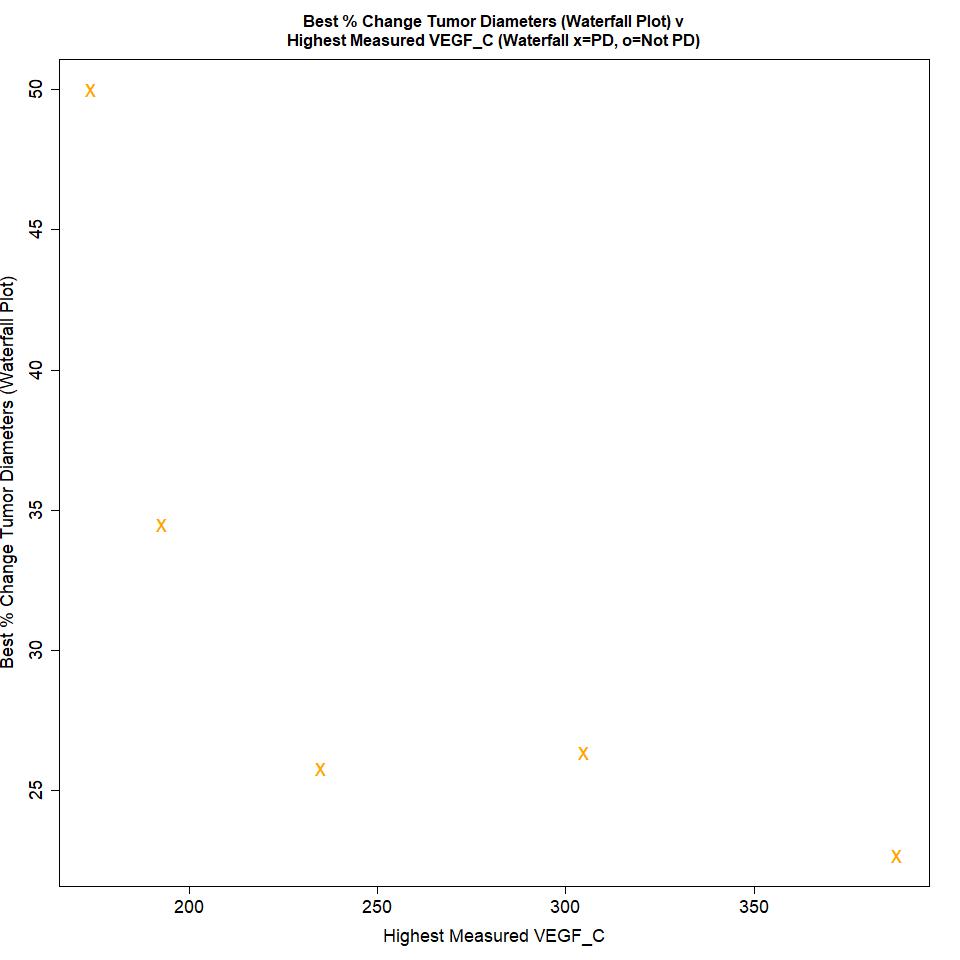 Best % Change Tumor Diameters (Waterfall Plot) v
Highest Measured VEGF_C (Waterfall x=PD, o=Not PD)
Best % Change Tumor Diameters (Waterfall Plot)
50
45
40
35
30
25
X
X
X
X
X
200
250
300
350
Highest Measured VEGF_C